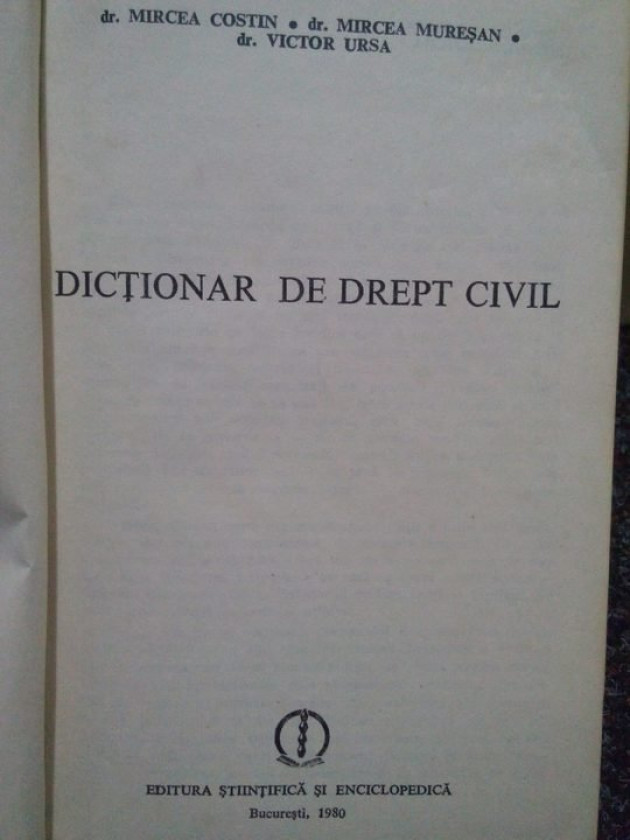 dr. MIRCEA COSTIN • dr. MIRCEA MUREȘAN •
dr. VICTOR URSA
DICȚIONAR DE DREPT CIVIL
EDITURA ȘTIINȚIFICĂ ȘI ENCICLOPEDICĂ
București, 1980